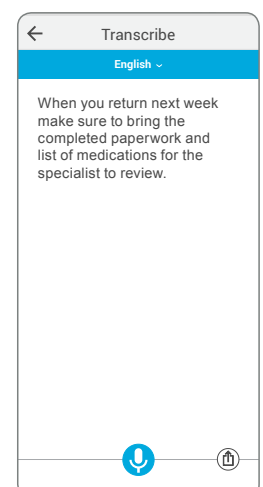 Transcribe
English
When you return next week
make sure to bring the
completed paperwork and
list of medications for the
specialist to review.